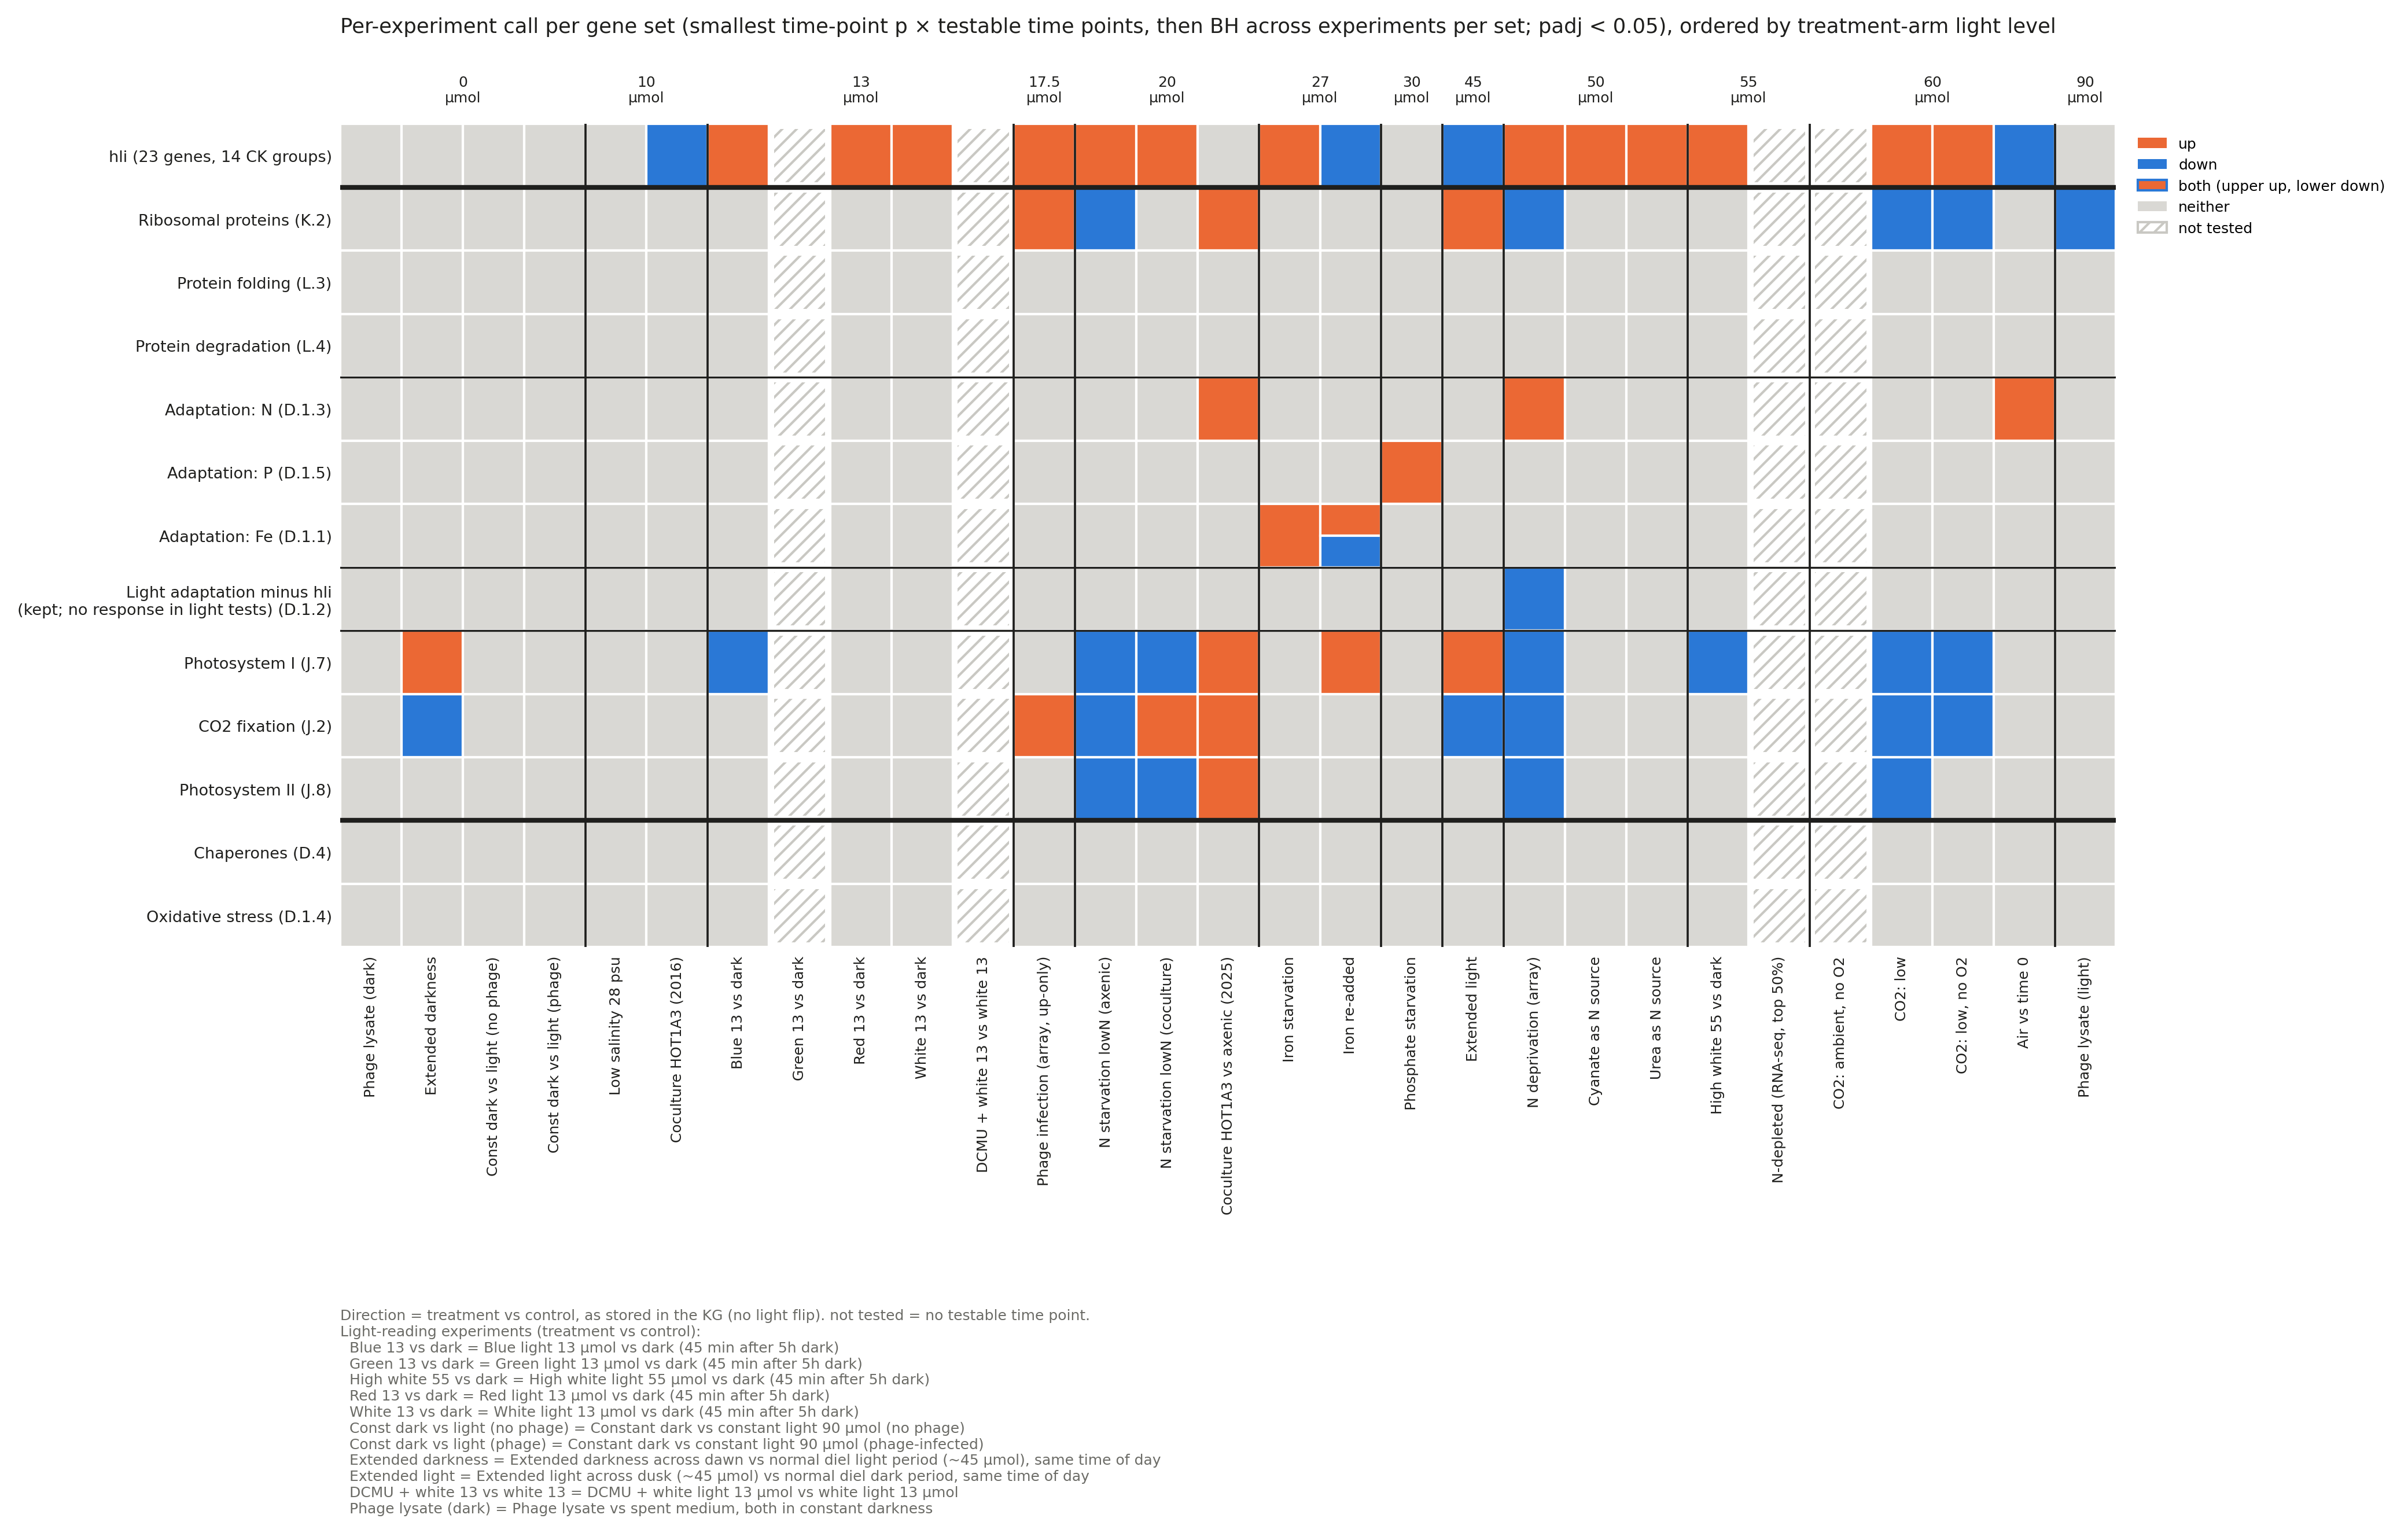 Per-experiment call per gene set (smallest time-point p × testable time points, then BH across experiments per set; padj < 0.05), ordered by treatment-arm light level
0
µmol
10
µmol
13
µmol
17.5
µmol
20
µmol
27
µmol
30
µmol
45
µmol
50
µmol
55
µmol
60
µmol
90
µmol
up
down
both (upper up, lower down)
neither
not tested
hli (23 genes, 14 CK groups)
Ribosomal proteins (K.2)
Protein folding (L.3)
Protein degradation (L.4)
Adaptation: N (D.1.3)
Adaptation: P (D.1.5)
Adaptation: Fe (D.1.1)
Light adaptation minus hli
(kept; no response in light tests) (D.1.2)
Photosystem I (J.7)
CO2 fixation (J.2)
Photosystem II (J.8)
Chaperones (D.4)
Oxidative stress (D.1.4)
Phage lysate (dark)
Extended darkness
Const dark vs light (no phage)
Const dark vs light (phage)
Low salinity 28 psu
Coculture HOT1A3 (2016)
Blue 13 vs dark
Green 13 vs dark
Red 13 vs dark
White 13 vs dark
DCMU + white 13 vs white 13
Phage infection (array, up-only)
N starvation lowN (axenic)
N starvation lowN (coculture)
Coculture HOT1A3 vs axenic (2025)
Iron starvation
Iron re-added
Phosphate starvation
Extended light
N deprivation (array)
Cyanate as N source
Urea as N source
High white 55 vs dark
N-depleted (RNA-seq, top 50%)
CO2: ambient, no O2
CO2: low
CO2: low, no O2
Air vs time 0
Phage lysate (light)
Direction = treatment vs control, as stored in the KG (no light flip). not tested = no testable time point.
Light-reading experiments (treatment vs control):
Blue 13 vs dark = Blue light 13 µmol vs dark (45 min after 5h dark)
Green 13 vs dark = Green light 13 µmol vs dark (45 min after 5h dark)
High white 55 vs dark = High white light 55 µmol vs dark (45 min after 5h dark)
Red 13 vs dark = Red light 13 µmol vs dark (45 min after 5h dark)
White 13 vs dark = White light 13 µmol vs dark (45 min after 5h dark)
Const dark vs light (no phage) = Constant dark vs constant light 90 µmol (no phage)
Const dark vs light (phage) = Constant dark vs constant light 90 µmol (phage-infected)
Extended darkness = Extended darkness across dawn vs normal diel light period (~45 µmol), same time of day
Extended light = Extended light across dusk (~45 µmol) vs normal diel dark period, same time of day
DCMU + white 13 vs white 13 = DCMU + white light 13 µmol vs white light 13 µmol
Phage lysate (dark) = Phage lysate vs spent medium, both in constant darkness